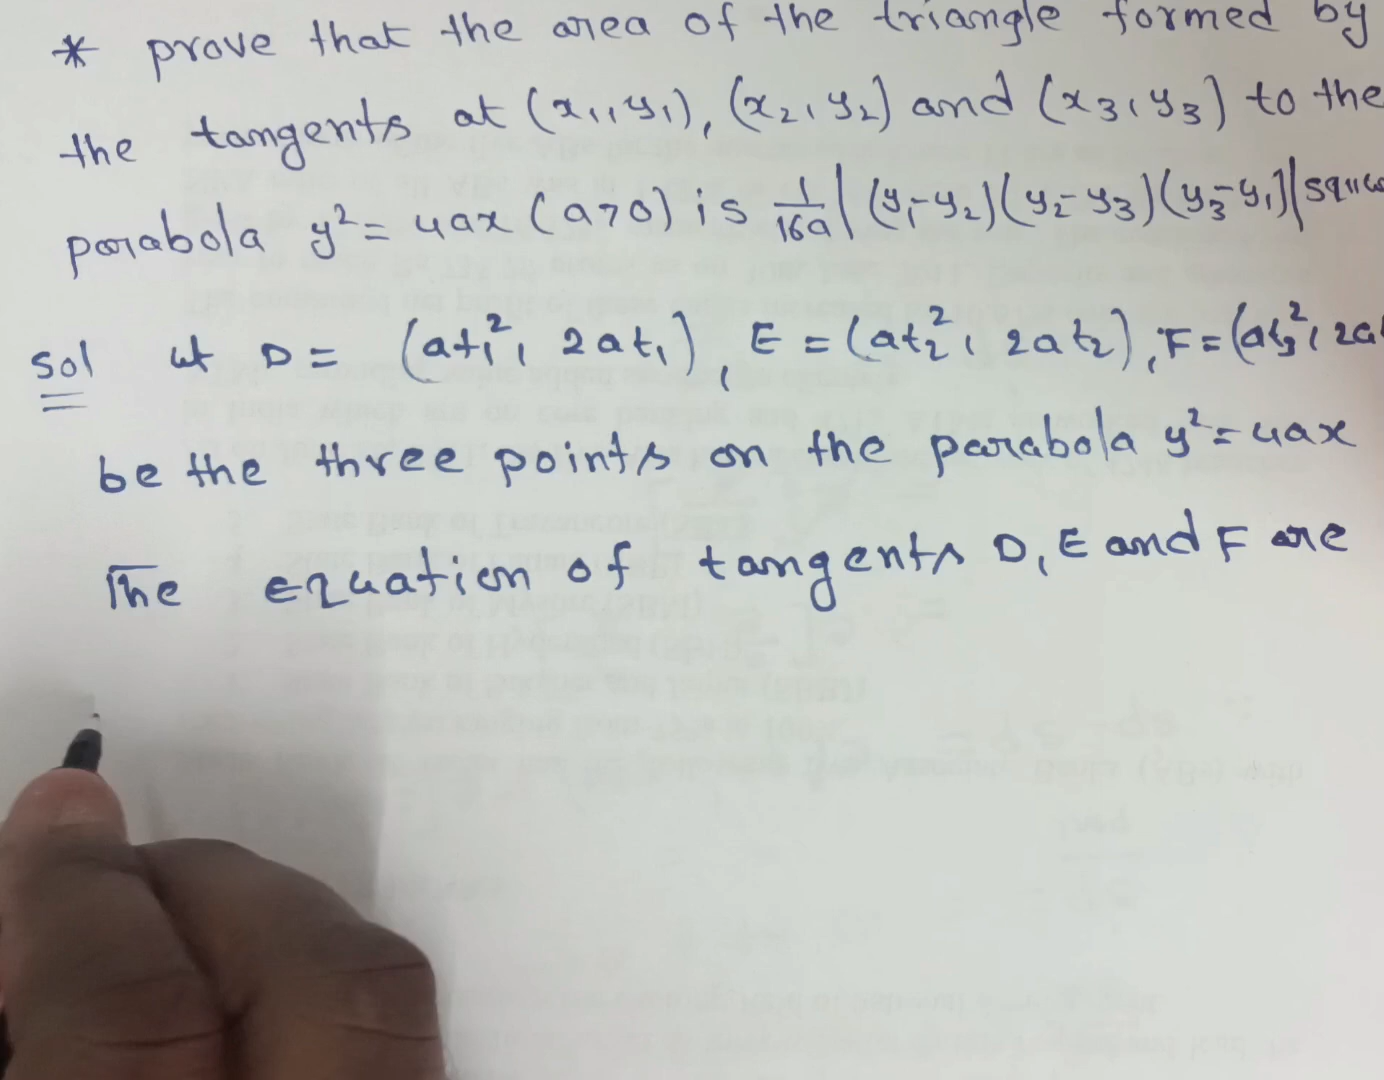 * prove that the area of the triangle formed by
the tangents at (x₁, y₁), (x₂, y₂) and (x₃, y₃) to the
parabola y² = 4ax (a>0) is 1/16a |(y₁-y₂)(y₂-y₃)(y₃-y₁)|
sol let D = (at₁², 2at₁), E = (at₂², 2at₂), F = (at₃², 2a
be the three points on the parabola y² = 4ax
The equation of tangents D, E and F are